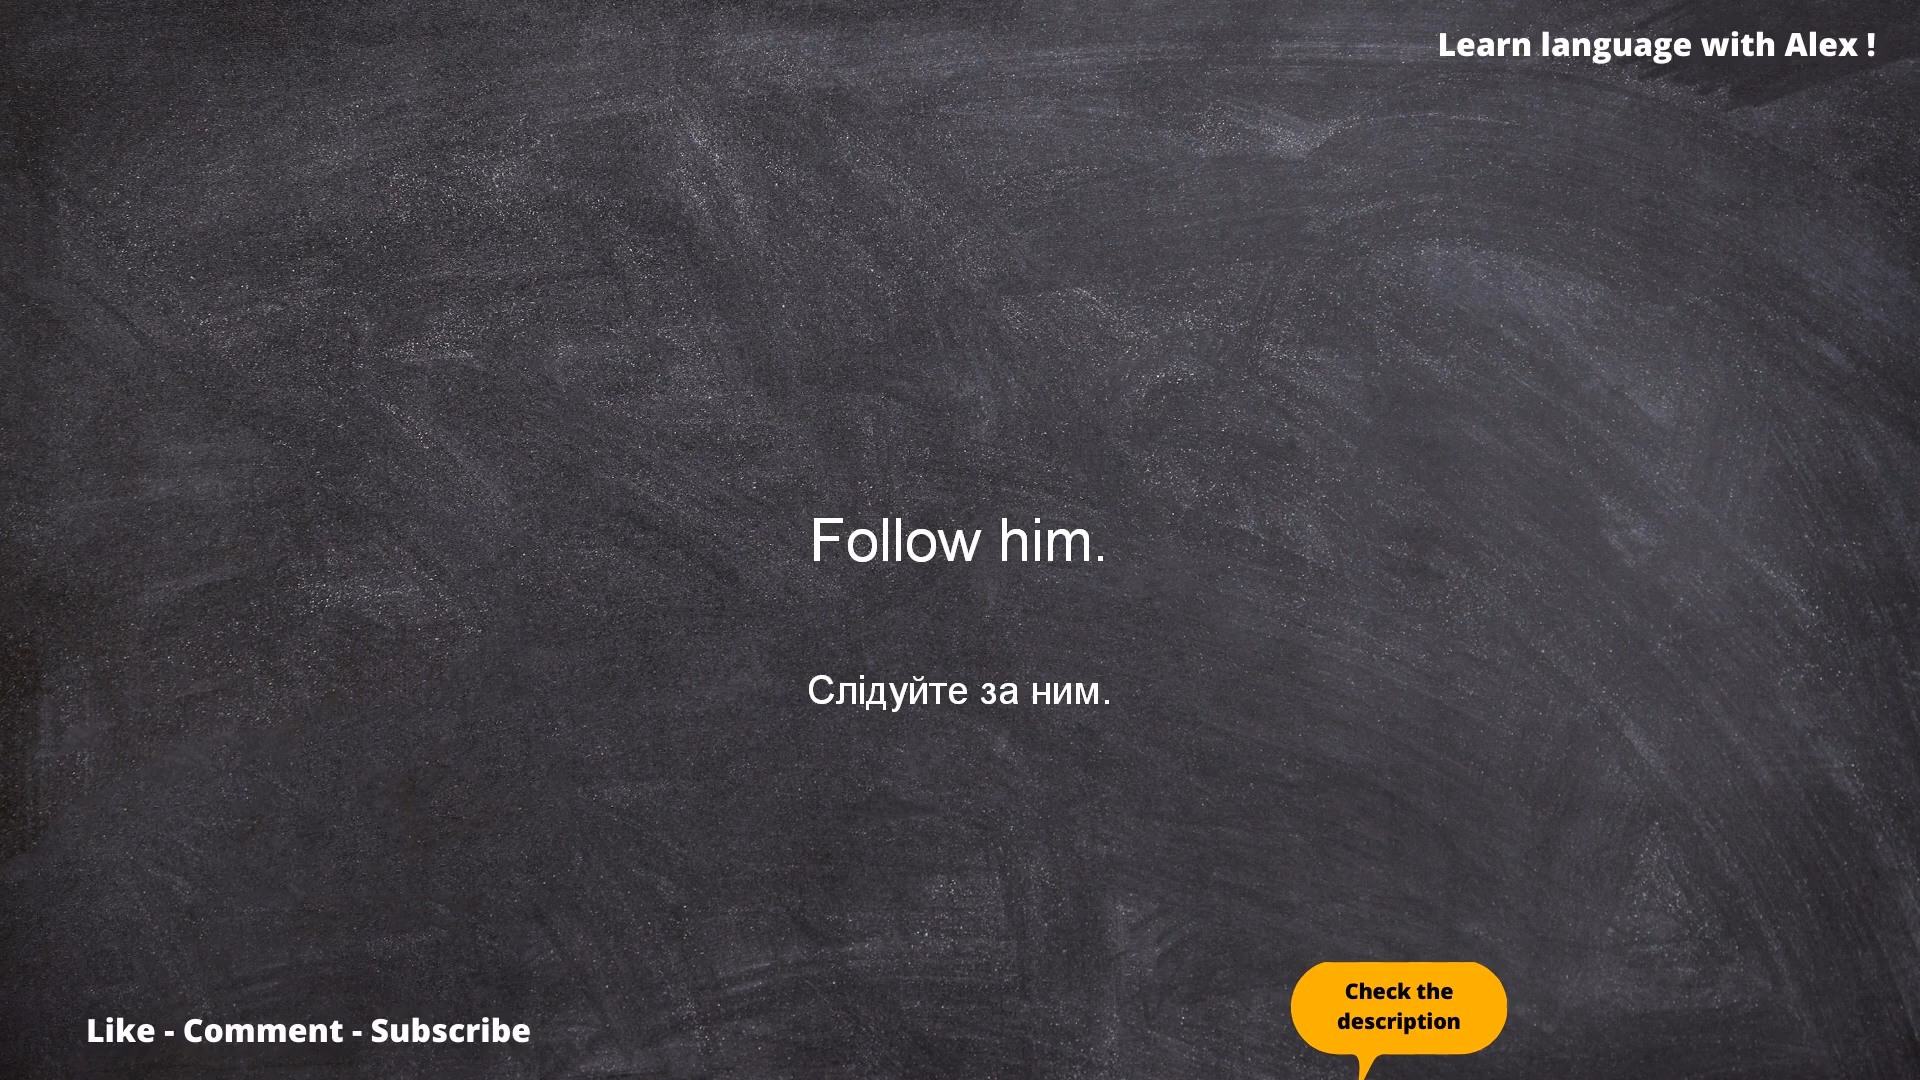 Learn language with Alex !
Follow him.
Слідуйте за ним.
Check the
description
Like - Comment - Subscribe